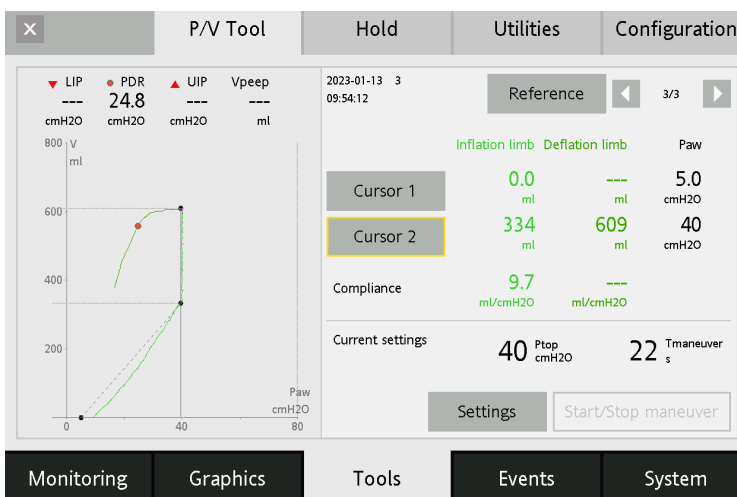 P/V Tool
Hold
Utilities
Configuration
LIP
PDR
UIP
Vpeep
---
24.8
---
---
cmH2O
cmH2O
cmH2O
ml
2023-01-13 3
09:54:12
Reference
3/3
800
V
ml
600
400
200
0
40
80
Paw
cmH2O
Inflation limb
Deflation limb
Paw
Cursor 1
0.0
ml
---
ml
5.0
cmH2O
Cursor 2
334
ml
609
ml
40
cmH2O
Compliance
9.7
ml/cmH2O
---
ml/cmH2O
Current settings
40 Ptop
cmH2O
22 Tmaneuver
s
Settings
Start/Stop maneuver
Monitoring
Graphics
Tools
Events
System